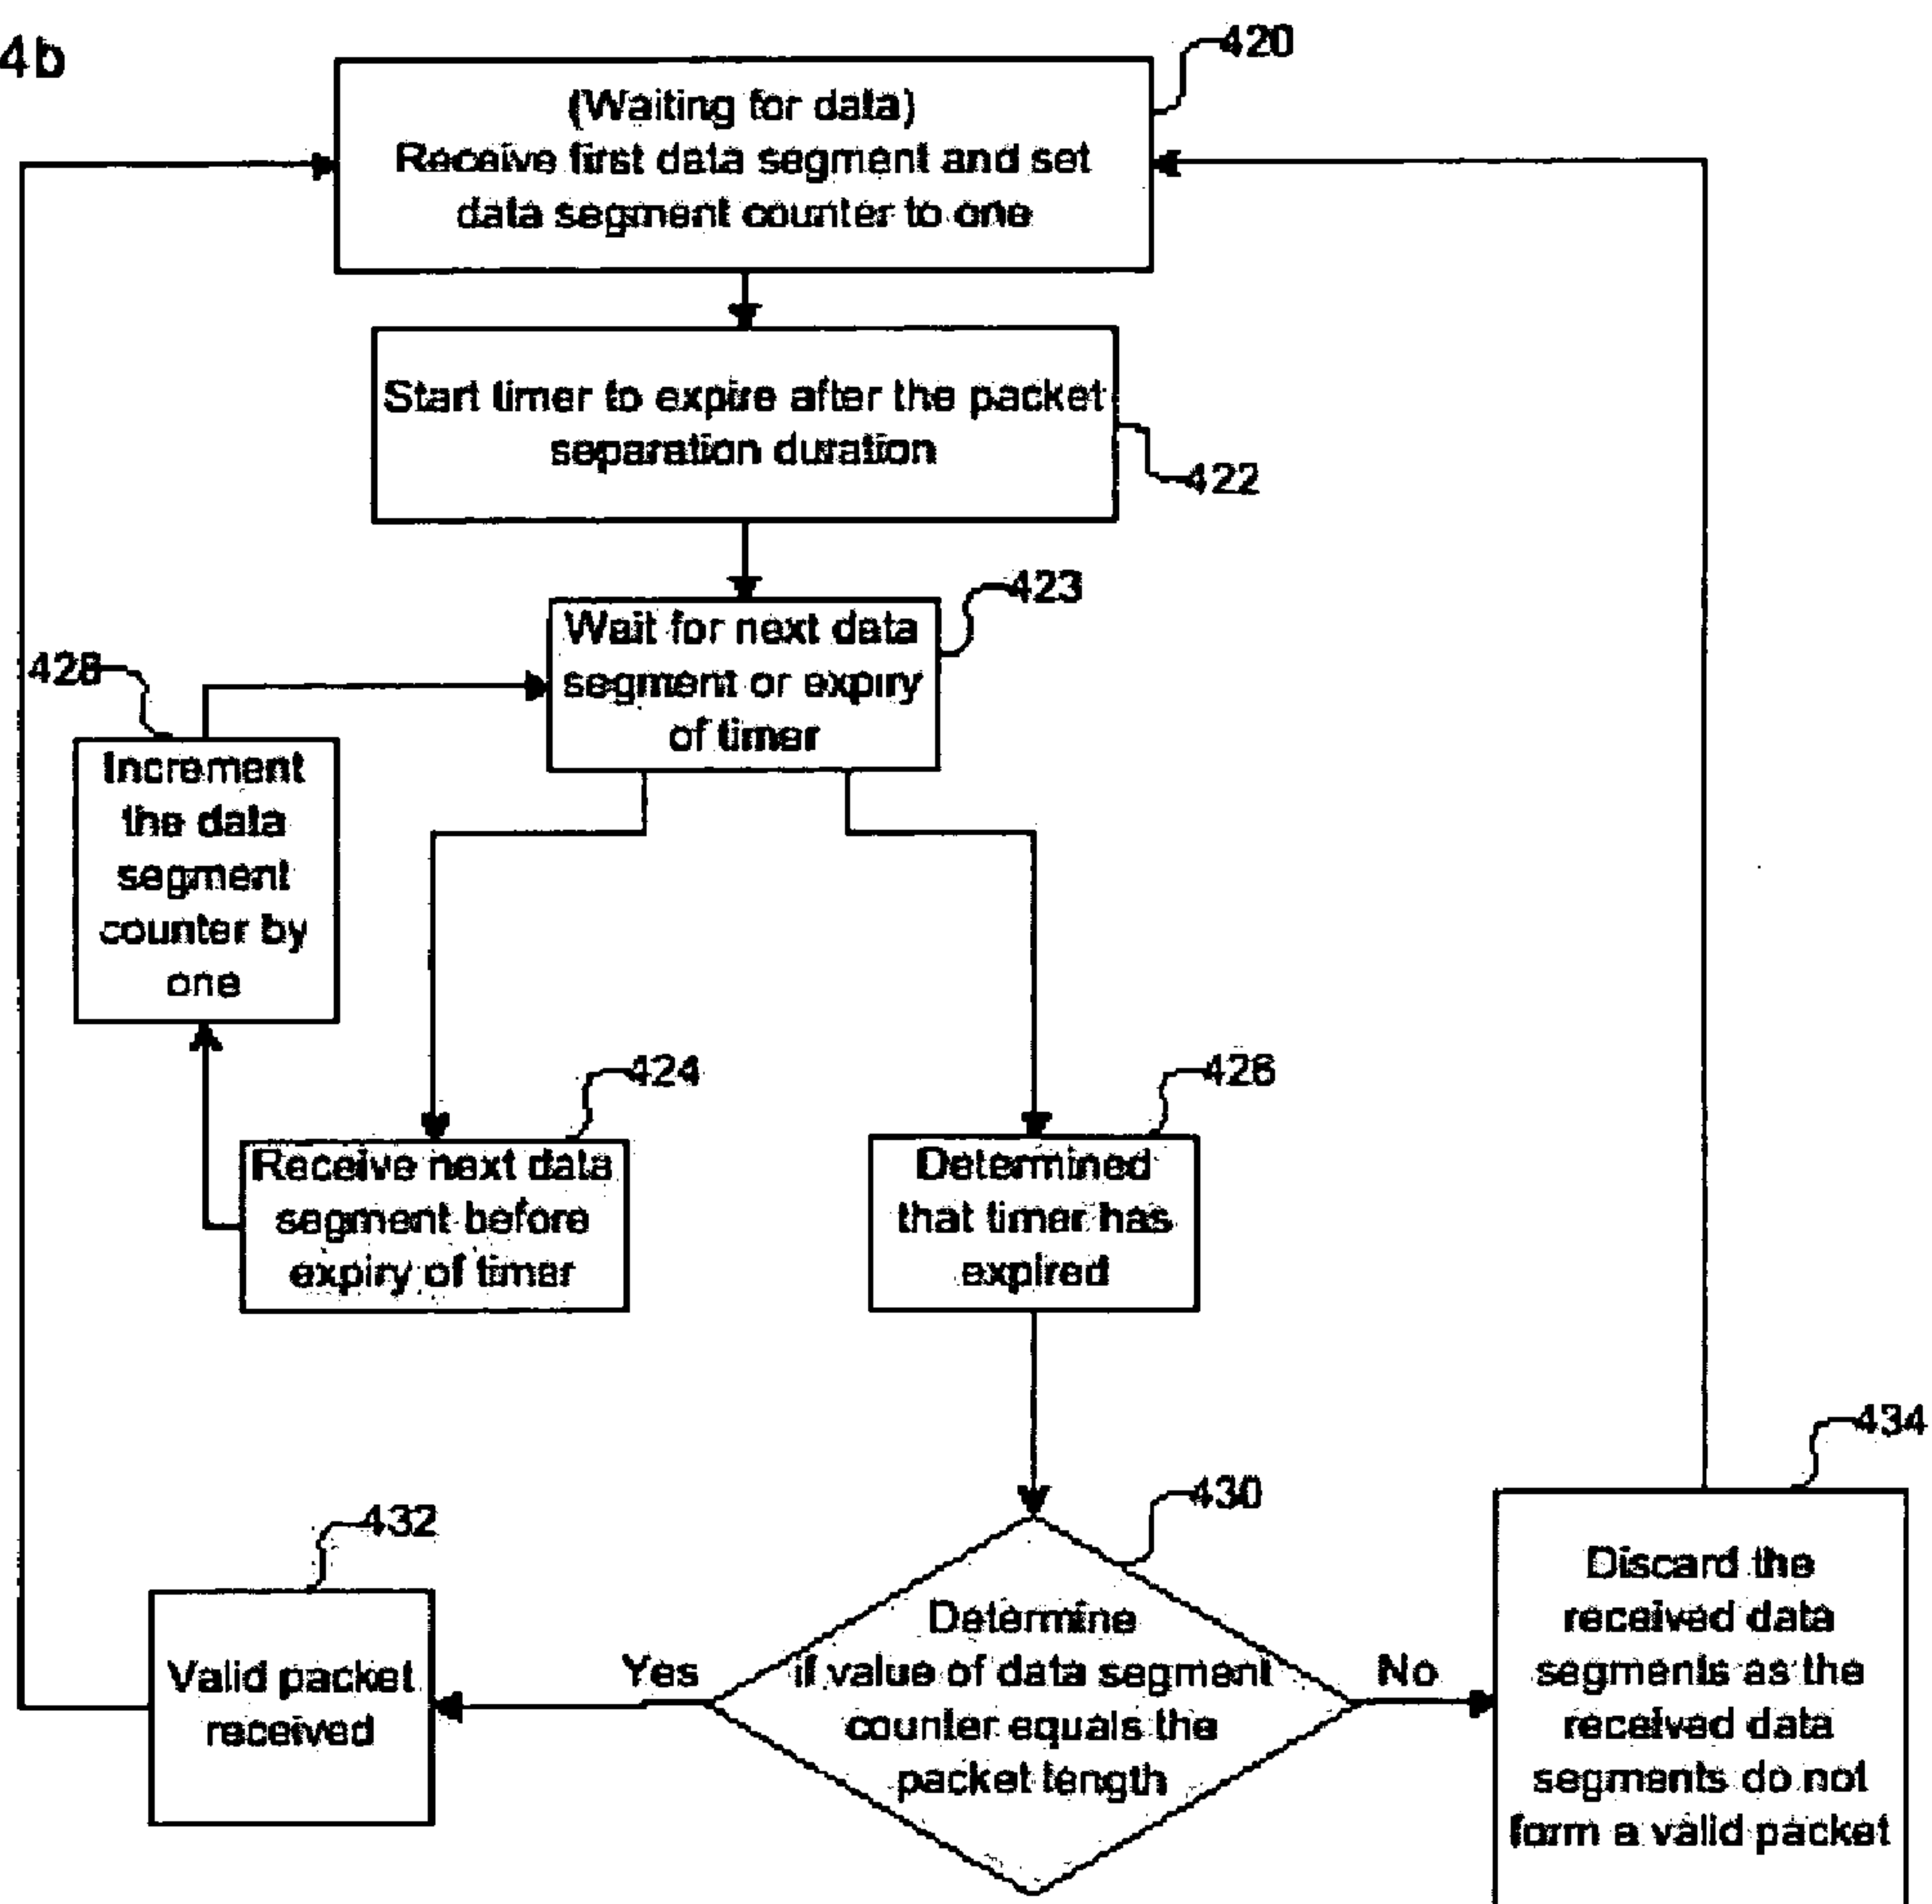 4b
420
(Waiting for data)
Receive first data segment and set
data segment counter to one
Start timer to expire after the packet
separation duration
422
423
Wait for next data
segment or expiry
of timer
428
Increment
the data
segment
counter by
one
424
Receive next data
segment before
expiry of timer
426
Determined
that timer has
expired
430
Determine
if value of data segment
counter equals the
packet length
Yes
No
432
Valid packet
received
434
Discard the
received data
segments as the
received data
segments do not
form a valid packet